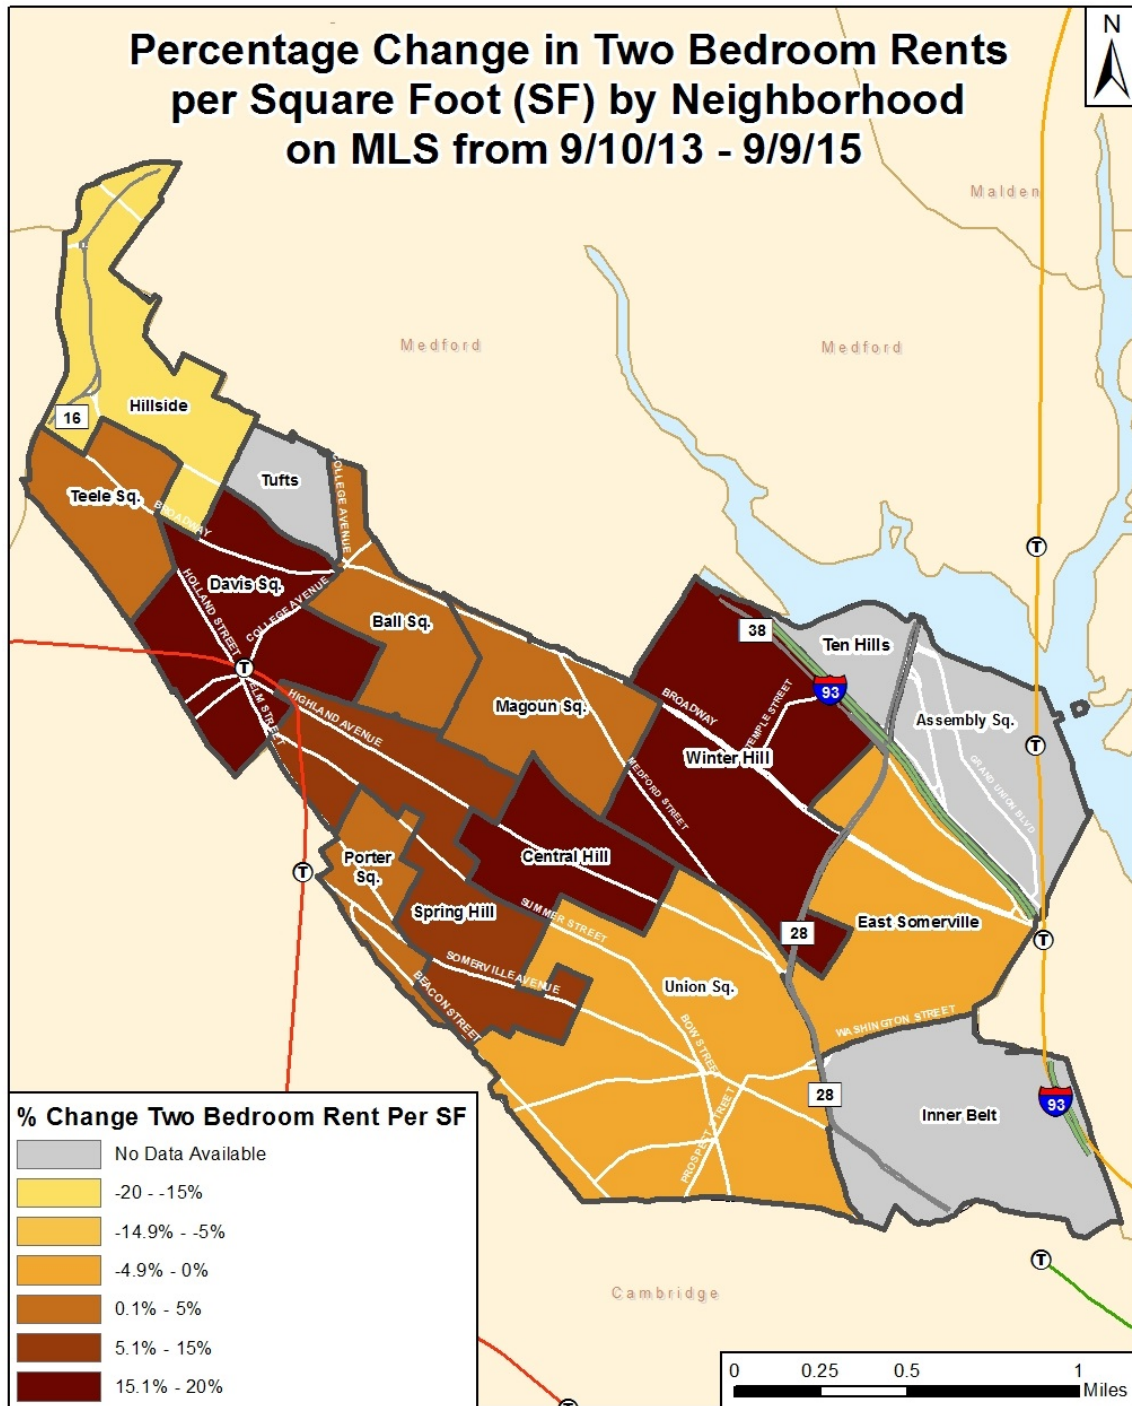 Percentage Change in Two Bedroom Rents
per Square Foot (SF) by Neighborhood
on MLS from 9/10/13 - 9/9/15
N
Malden
Medford
Medford
Hillside
16
Tufts
Teele Sq.
COLLEGE AVENUE
BROADWAY
T
Davis Sq.
HOLLAND STREET
COLLEGE AVENUE
Ball Sq.
38
Ten Hills
T
93
BROADWAY
TEMPLE STREET
ELM STREET
HIGHLAND AVENUE
Magoun Sq.
Assembly Sq.
T
Winter Hill
MEDFORD STREET
GRAND UNION BLVD
Porter
Sq.
Central Hill
T
Spring Hill
SUMMER STREET
East Somerville
28
T
SOMERVILLE AVENUE
BEACON STREET
Union Sq.
BOW STREET
WASHINGTON STREET
28
PROSPECT STREET
Inner Belt
93
% Change Two Bedroom Rent Per SF
No Data Available
-20 - -15%
-14.9% - -5%
-4.9% - 0%
0.1% - 5%
5.1% - 15%
15.1% - 20%
T
Cambridge
T
0 0.25 0.5 1
Miles